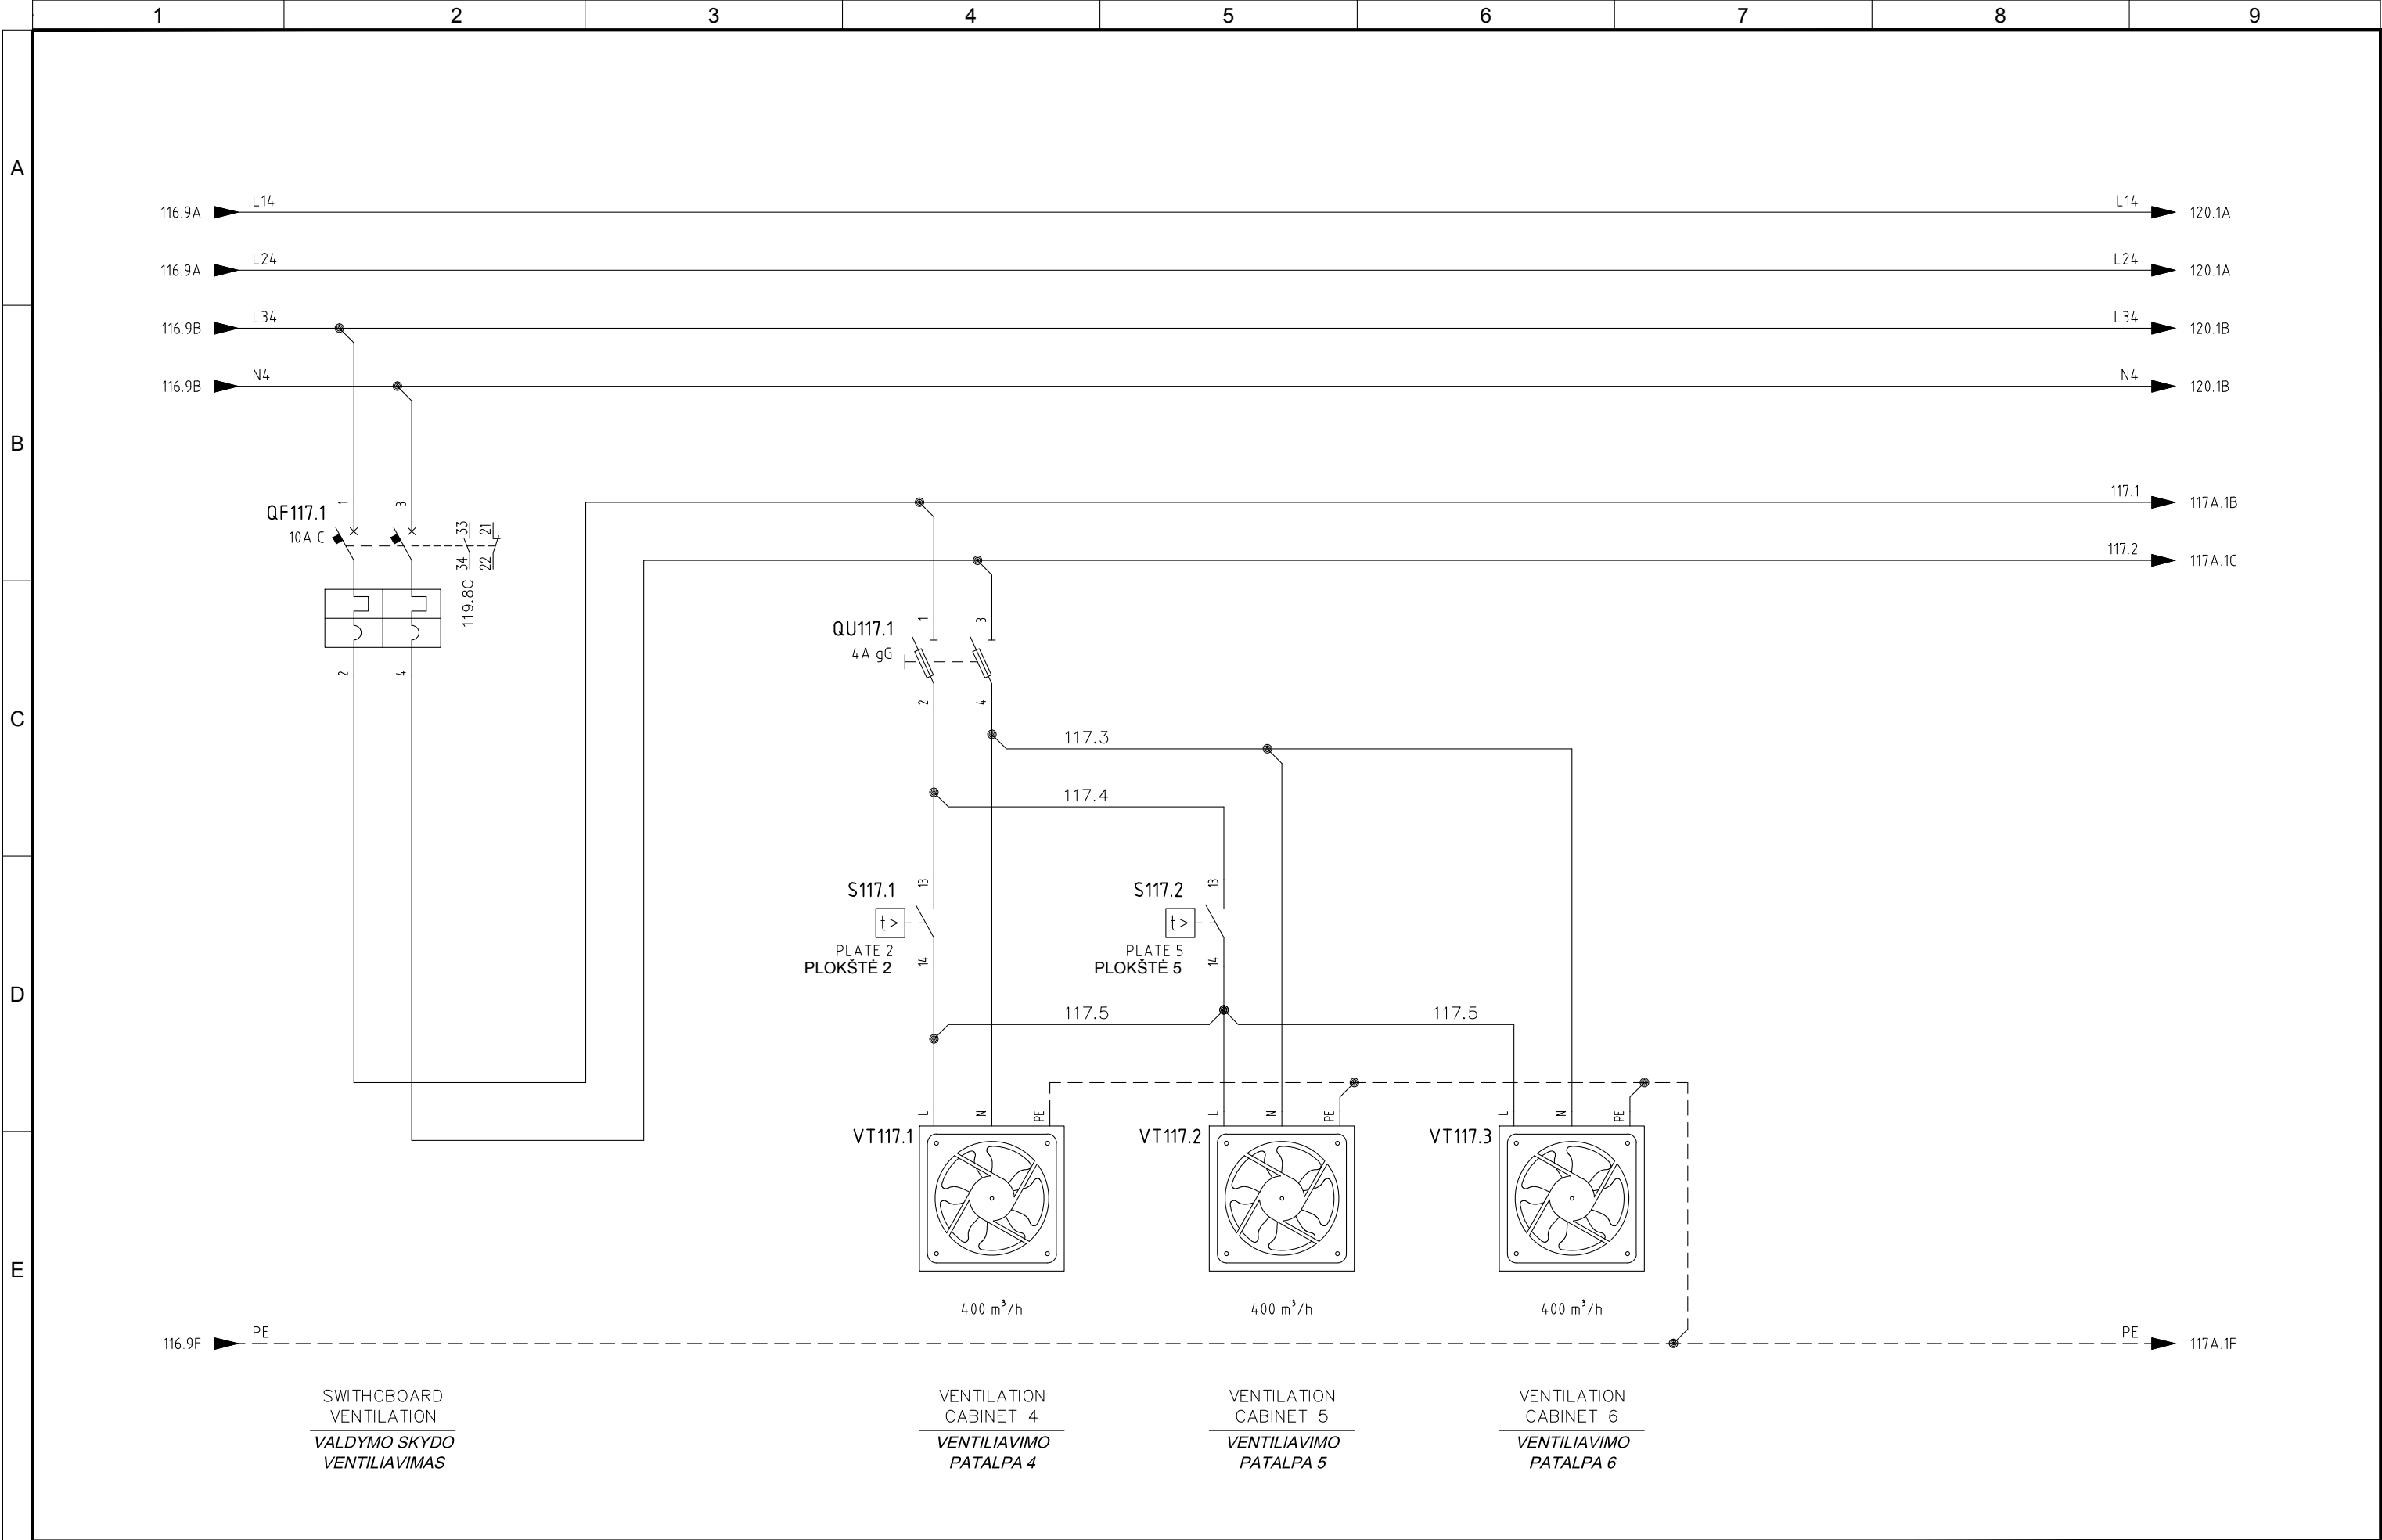 1 2 3 4 5 6 7 8 9
A
116.9A L14 L14 120.1A
116.9A L24 L24 120.1A
116.9B L34 L34 120.1B
116.9B N4 N4 120.1B
B
117.1 117A.1B
QF117.1 1 3 33 21
10A C 34 22
117.2 117A.1C
119.8C
QU117.1 1 3
4A gG
2 4
2 4
C
117.3
117.4
S117.1 13 S117.2 13
t> t>
PLATE 2 14 PLATE 5 14
PLOKŠTĖ 2 PLOKŠTĖ 5
D
117.5 117.5
L N PE L N PE L N PE
VT117.1 VT117.2 VT117.3
E
400 m³/h 400 m³/h 400 m³/h
116.9F PE PE 117A.1F
SWITHCBOARD
VENTILATION
VALDYMO SKYDO
VENTILIAVIMAS
VENTILATION
CABINET 4
VENTILIAVIMO
PATALPA 4
VENTILATION
CABINET 5
VENTILIAVIMO
PATALPA 5
VENTILATION
CABINET 6
VENTILIAVIMO
PATALPA 6